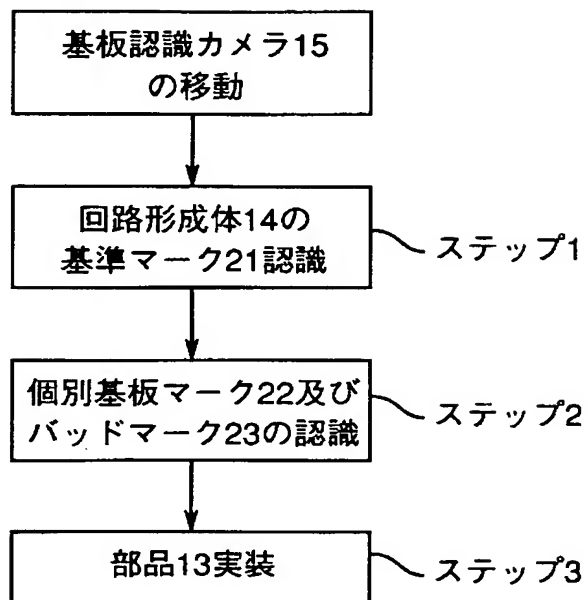 基板認識カメラ15
の移動
回路形成体14の
基準マーク21認識
ステップ1
個別基板マーク22及び
バッドマーク23の認識
ステップ2
部品13実装
ステップ3